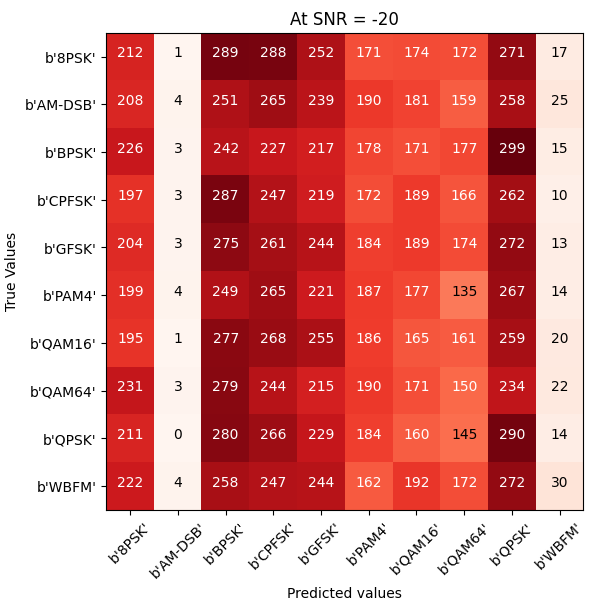 At SNR = -20
True Values
b'8PSK' 212 1 289 288 252 171 174 172 271 17
b'AM-DSB' 208 4 251 265 239 190 181 159 258 25
b'BPSK' 226 3 242 227 217 178 171 177 299 15
b'CPFSK' 197 3 287 247 219 172 189 166 262 10
b'GFSK' 204 3 275 261 244 184 189 174 272 13
b'PAM4' 199 4 249 265 221 187 177 135 267 14
b'QAM16' 195 1 277 268 255 186 165 161 259 20
b'QAM64' 231 3 279 244 215 190 171 150 234 22
b'QPSK' 211 0 280 266 229 184 160 145 290 14
b'WBFM' 222 4 258 247 244 162 192 172 272 30
b'8PSK' b'AM-DSB' b'BPSK' b'CPFSK' b'GFSK' b'PAM4' b'QAM16' b'QAM64' b'QPSK' b'WBFM'
Predicted values